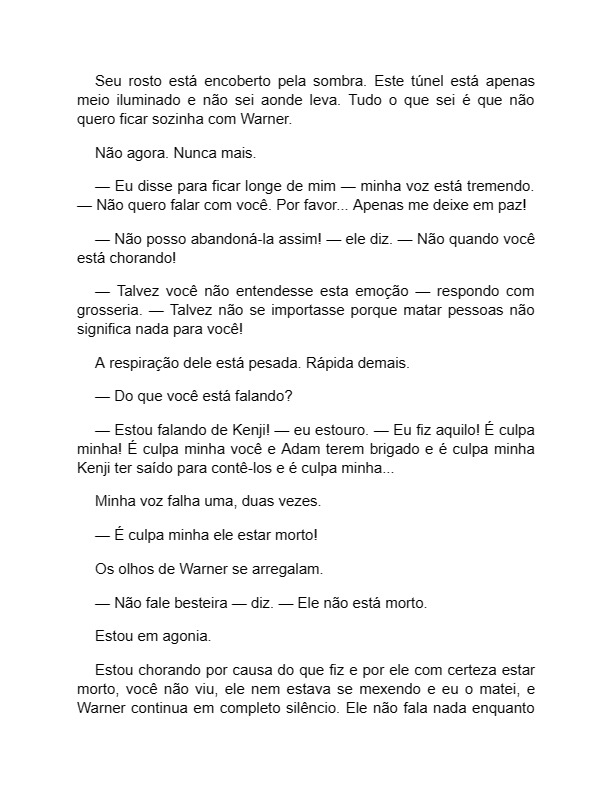 Seu rosto está encoberto pela sombra. Este túnel está apenas
meio iluminado e não sei aonde leva. Tudo o que sei é que não
quero ficar sozinha com Warner.
Não agora. Nunca mais.
— Eu disse para ficar longe de mim — minha voz está tremendo.
— Não quero falar com você. Por favor... Apenas me deixe em paz!
— Não posso abandoná-la assim! — ele diz. — Não quando você
está chorando!
— Talvez você não entendesse esta emoção — respondo com
grosseria. — Talvez não se importasse porque matar pessoas não
significa nada para você!
A respiração dele está pesada. Rápida demais.
— Do que você está falando?
— Estou falando de Kenji! — eu estouro. — Eu fiz aquilo! É culpa
minha! É culpa minha você e Adam terem brigado e é culpa minha
Kenji ter saído para contê-los e é culpa minha...
Minha voz falha uma, duas vezes.
— É culpa minha ele estar morto!
Os olhos de Warner se arregalam.
— Não fale besteira — diz. — Ele não está morto.
Estou em agonia.
Estou chorando por causa do que fiz e por ele com certeza estar
morto, você não viu, ele nem estava se mexendo e eu o matei, e
Warner continua em completo silêncio. Ele não fala nada enquanto